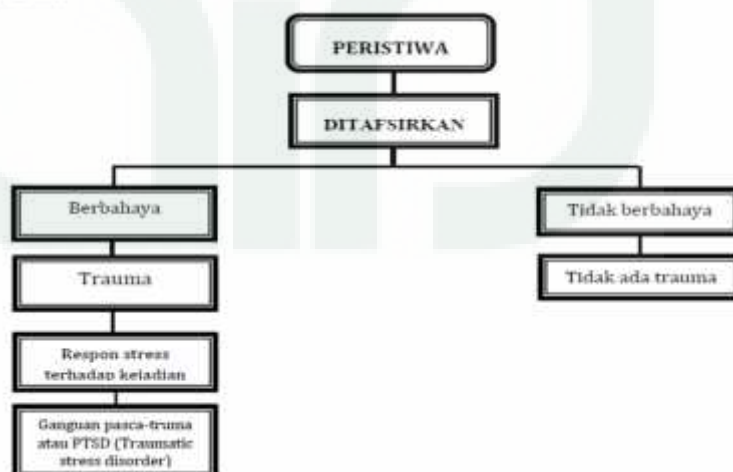 PERISTIWA
DITAFSIRKAN
Berbahaya
Tidak berbahaya
Trauma
Tidak ada trauma
Respon stress
terhadap kejadian
Ganguan pasca-truma
atau PTSD (Traumatic
stress disorder)